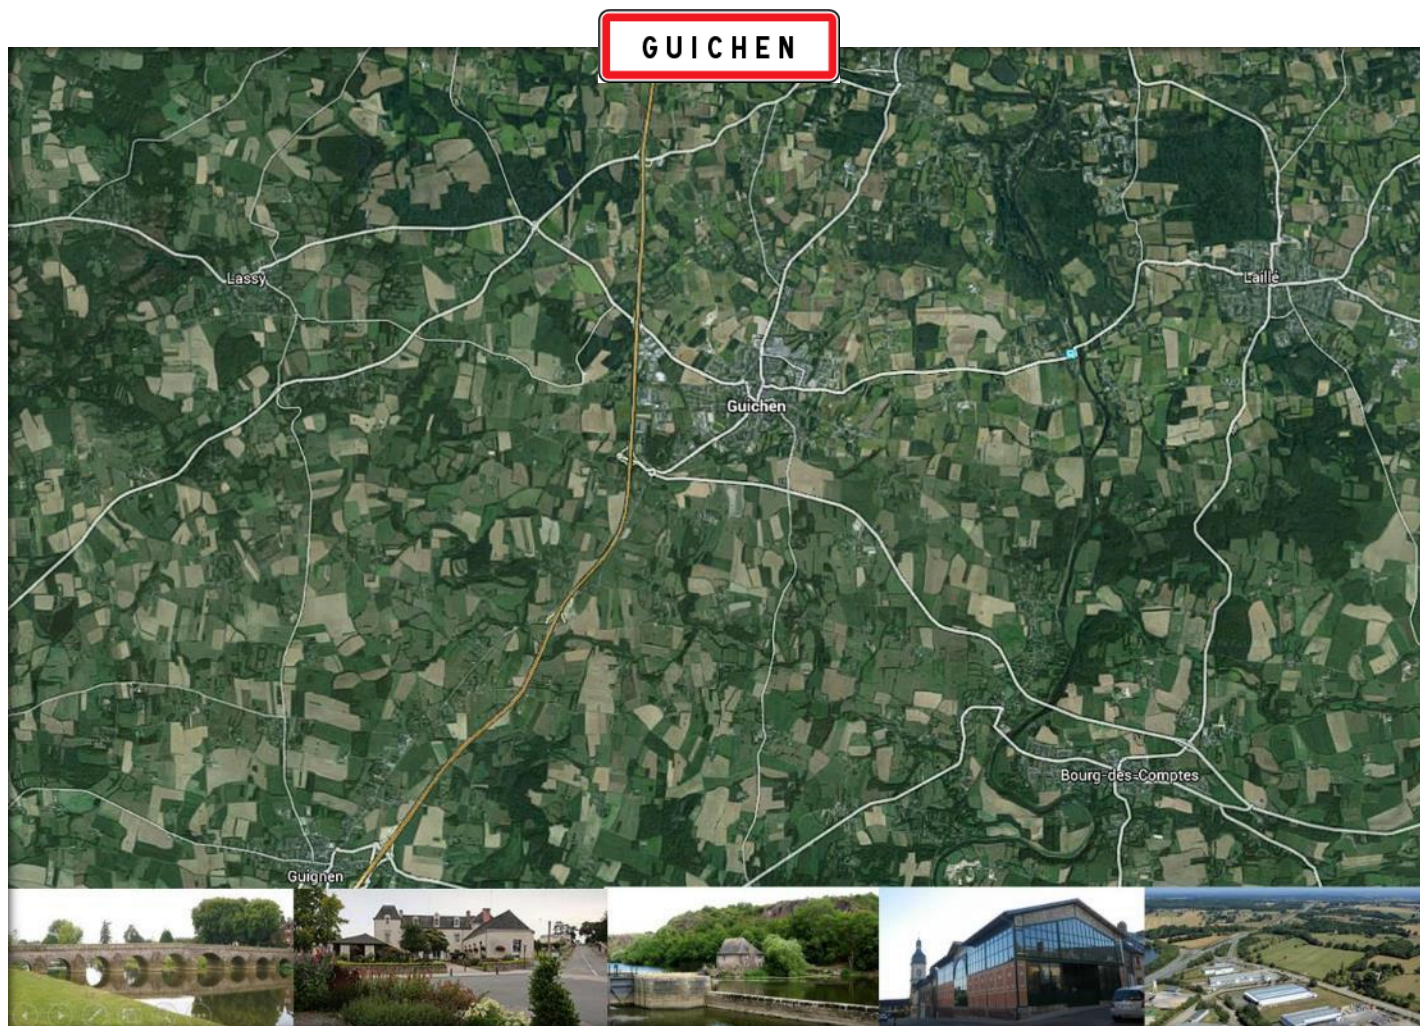 GUICHEN
Lassy
Laillé
Guichen
Bourg-des-Comptes
Guignen